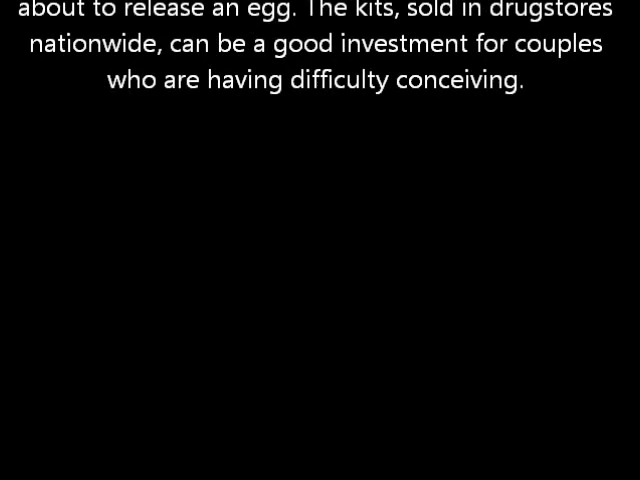 about to release an egg. The kits, sold in drugstores
nationwide, can be a good investment for couples
who are having difficulty conceiving.